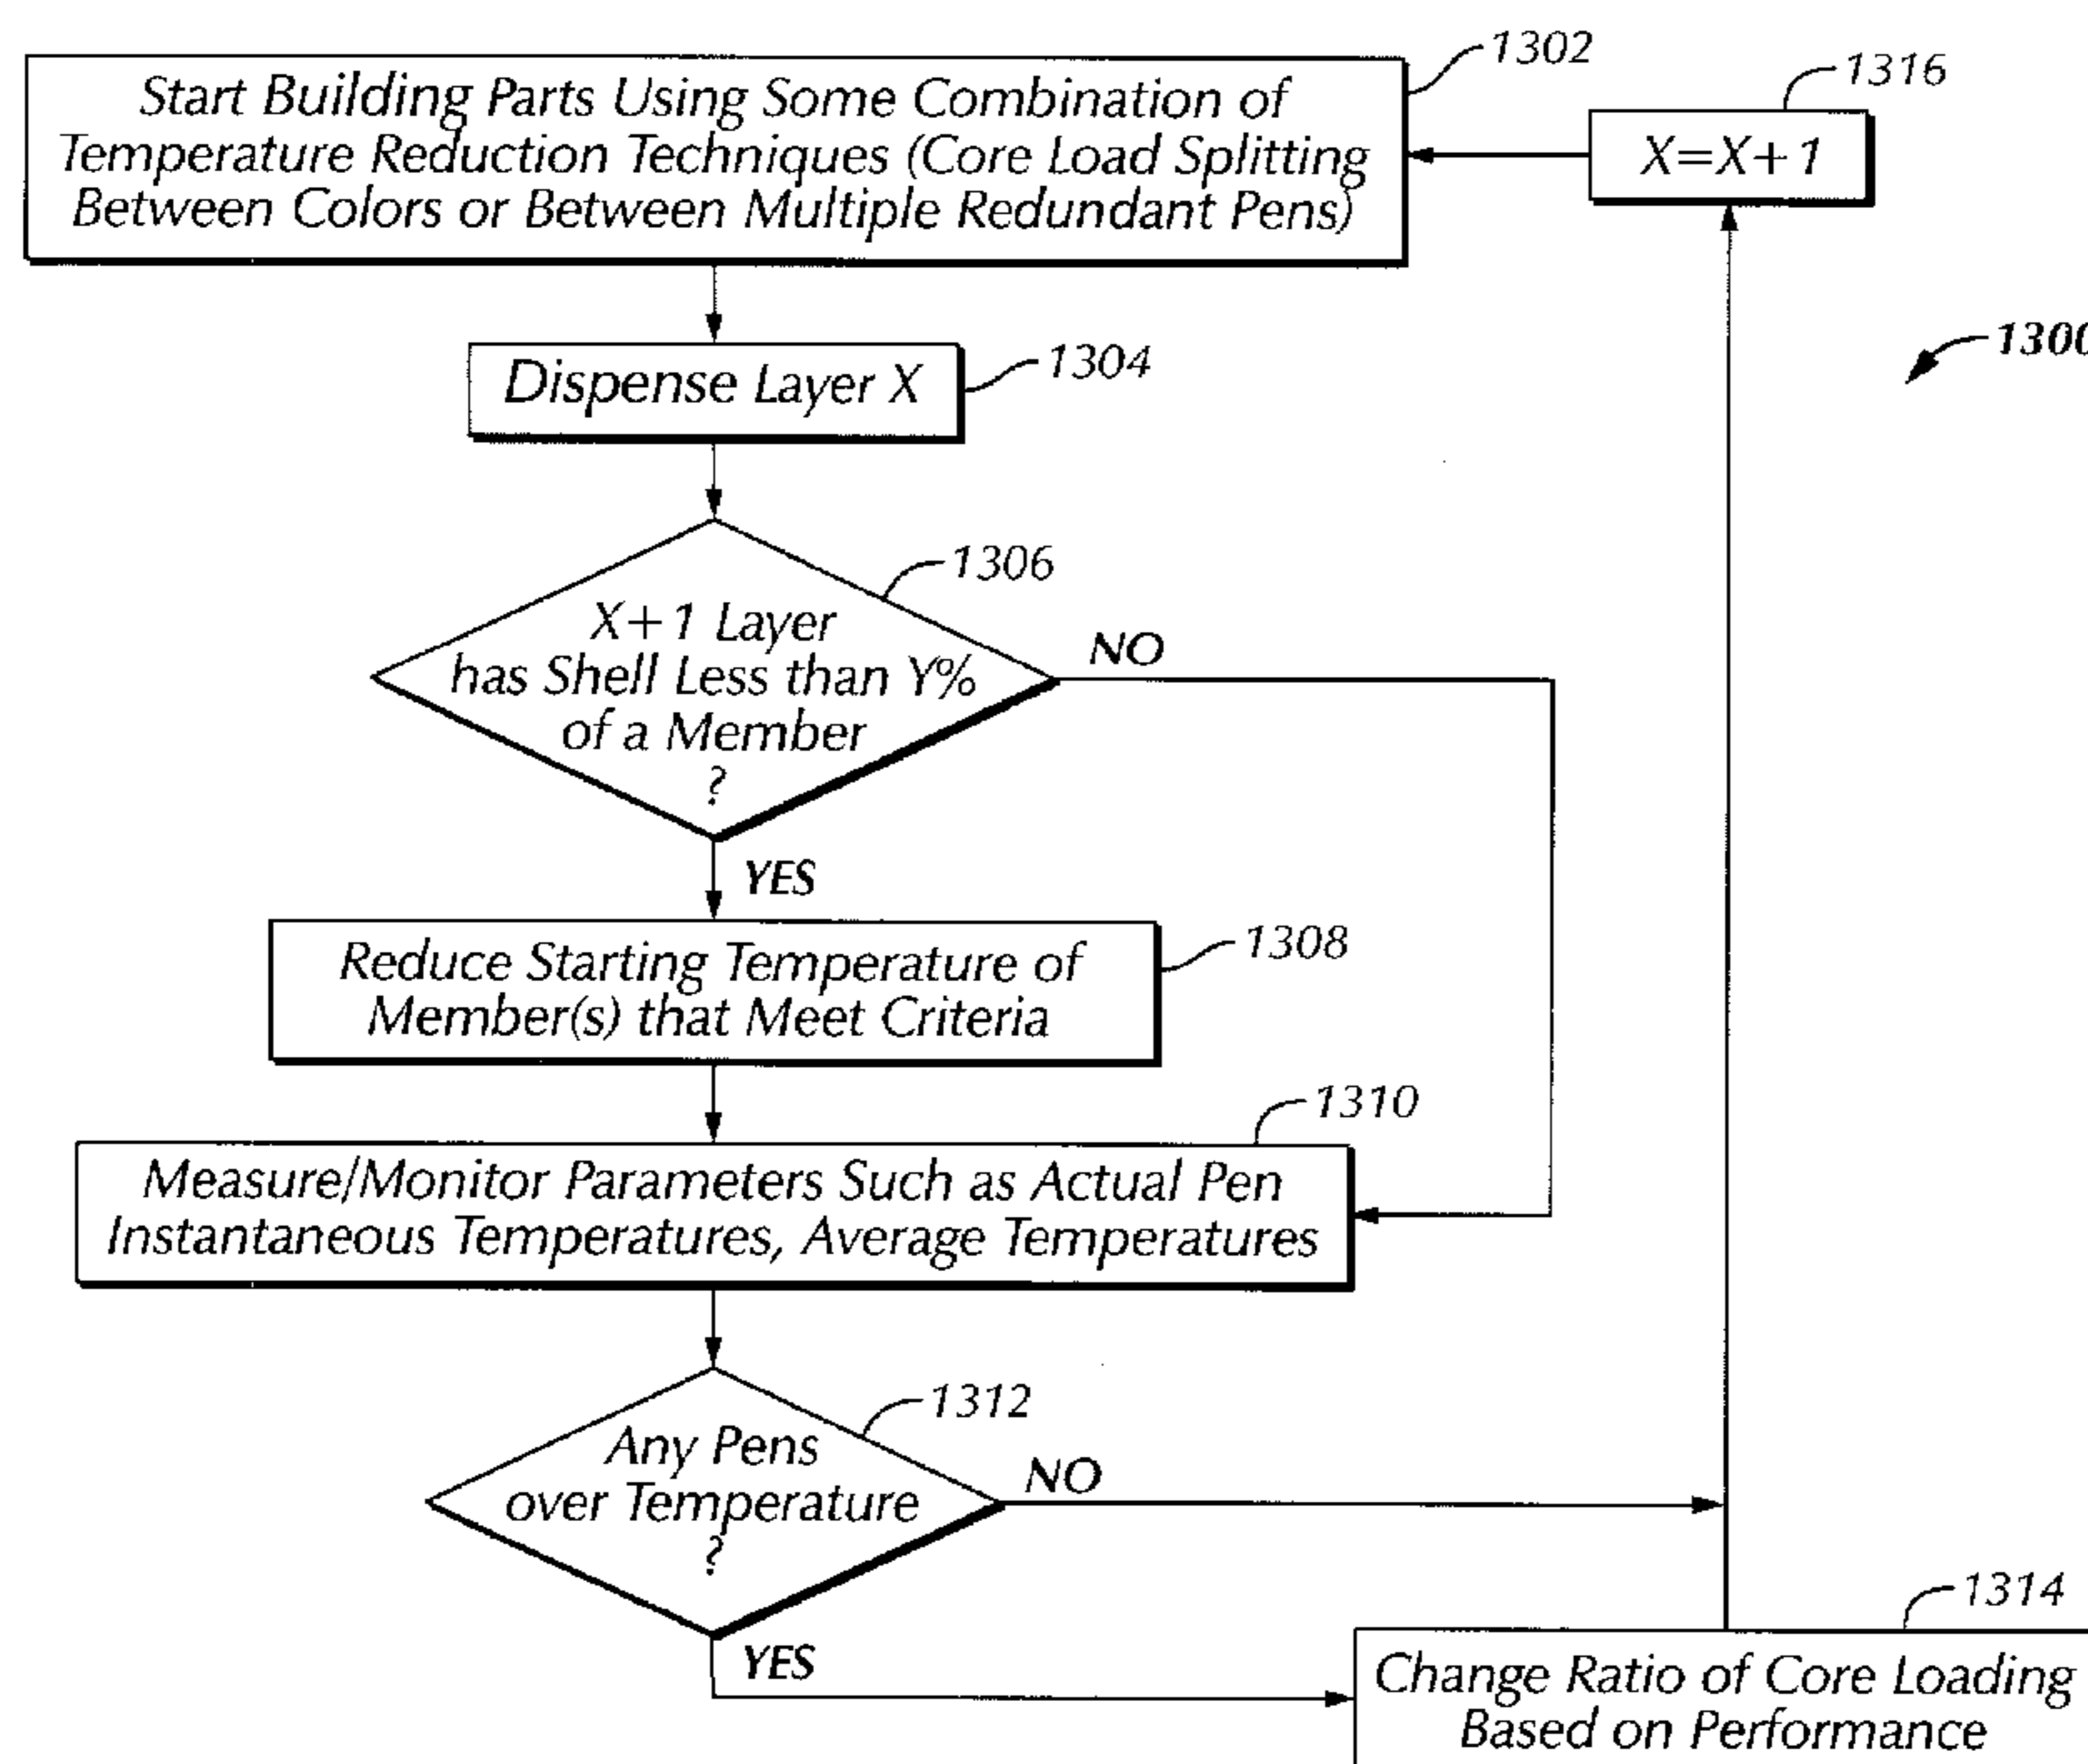 1302
Start Building Parts Using Some Combination of
Temperature Reduction Techniques (Core Load Splitting
Between Colors or Between Multiple Redundant Pens)
1316
X=X+1
1300
Dispense Layer X
1304
1306
X+1 Layer
has Shell Less than Y%
of a Member
?
NO
YES
Reduce Starting Temperature of
Member(s) that Meet Criteria
1308
1310
Measure/Monitor Parameters Such as Actual Pen
Instantaneous Temperatures, Average Temperatures
1312
Any Pens
over Temperature
?
NO
YES
1314
Change Ratio of Core Loading
Based on Performance